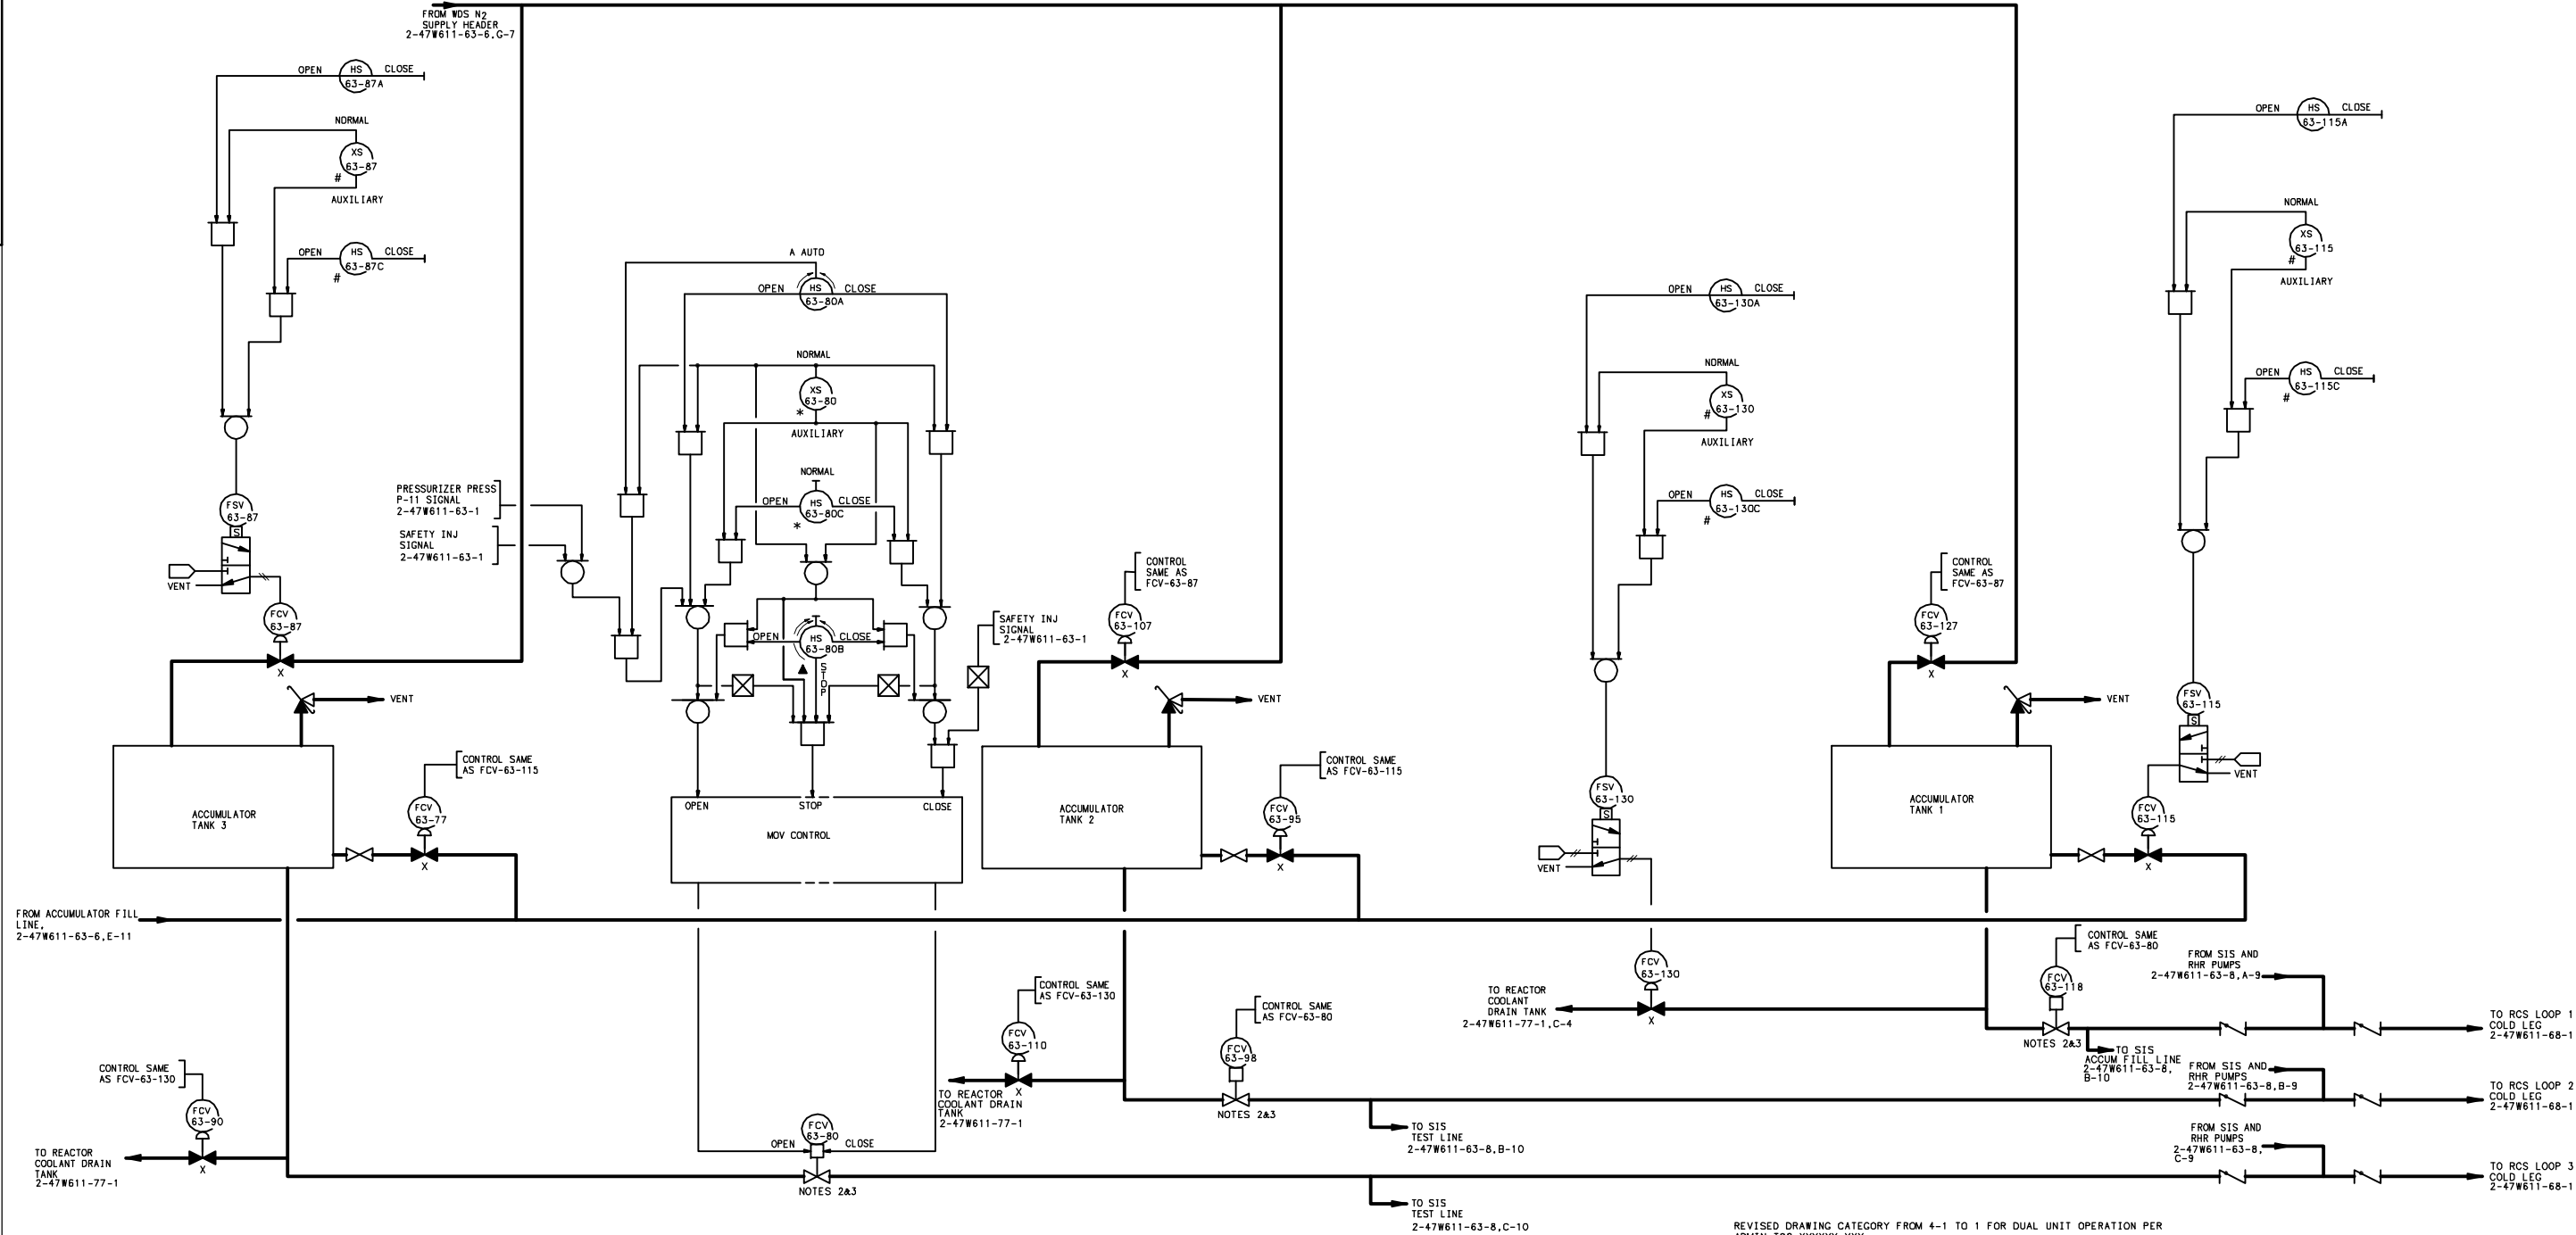 FROM WDS N2
SUPPLY HEADER
2-47W611-63-6,G-7
OPEN HS CLOSE
63-87A
NORMAL
XS
63-87
#
AUXILIARY
OPEN HS CLOSE
63-87C
#
FSV
63-87
S
VENT
FCV
63-87
X
VENT
ACCUMULATOR
TANK 3
CONTROL SAME
AS FCV-63-115
FCV
63-77
X
PRESSURIZER PRESS
P-11 SIGNAL
2-47W611-63-1
SAFETY INJ
SIGNAL
2-47W611-63-1
A AUTO
OPEN HS CLOSE
63-80A
NORMAL
XS
63-80
*
AUXILIARY
NORMAL
OPEN HS CLOSE
63-80C
*
OPEN HS CLOSE
63-80B
STOP
SAFETY INJ
SIGNAL
2-47W611-63-1
OPEN STOP CLOSE
MOV CONTROL
CONTROL
SAME AS
FCV-63-87
FCV
63-107
X
VENT
ACCUMULATOR
TANK 2
CONTROL SAME
AS FCV-63-115
FCV
63-95
X
OPEN HS CLOSE
63-130A
NORMAL
XS
63-130
#
AUXILIARY
OPEN HS CLOSE
63-130C
#
FSV
63-130
S
VENT
CONTROL
SAME AS
FCV-63-87
FCV
63-127
X
VENT
ACCUMULATOR
TANK 1
OPEN HS CLOSE
63-115A
NORMAL
XS
63-115
#
AUXILIARY
OPEN HS CLOSE
63-115C
#
FSV
63-115
S
VENT
FCV
63-115
X
FROM ACCUMULATOR FILL
LINE,
2-47W611-63-6,E-11
CONTROL SAME
AS FCV-63-130
FCV
63-90
X
TO REACTOR
COOLANT DRAIN
TANK
2-47W611-77-1
FCV
63-80
OPEN CLOSE
NOTES 2&3
CONTROL SAME
AS FCV-63-130
FCV
63-110
X
TO REACTOR
COOLANT DRAIN
TANK
2-47W611-77-1
CONTROL SAME
AS FCV-63-80
FCV
63-98
NOTES 2&3
TO SIS
TEST LINE
2-47W611-63-8,B-10
TO SIS
TEST LINE
2-47W611-63-8,C-10
FCV
63-130
X
TO REACTOR
COOLANT
DRAIN TANK
2-47W611-77-1,C-4
CONTROL SAME
AS FCV-63-80
FCV
63-118
NOTES 2&3
TO SIS
ACCUM FILL LINE
2-47W611-63-8,
B-10
FROM SIS AND
RHR PUMPS
2-47W611-63-8,A-9
TO RCS LOOP 1
COLD LEG
2-47W611-68-1
FROM SIS AND
RHR PUMPS
2-47W611-63-8,B-9
TO RCS LOOP 2
COLD LEG
2-47W611-68-1
FROM SIS AND
RHR PUMPS
2-47W611-63-8,
C-9
TO RCS LOOP 3
COLD LEG
2-47W611-68-1
REVISED DRAWING CATEGORY FROM 4-1 TO 1 FOR DUAL UNIT OPERATION PER